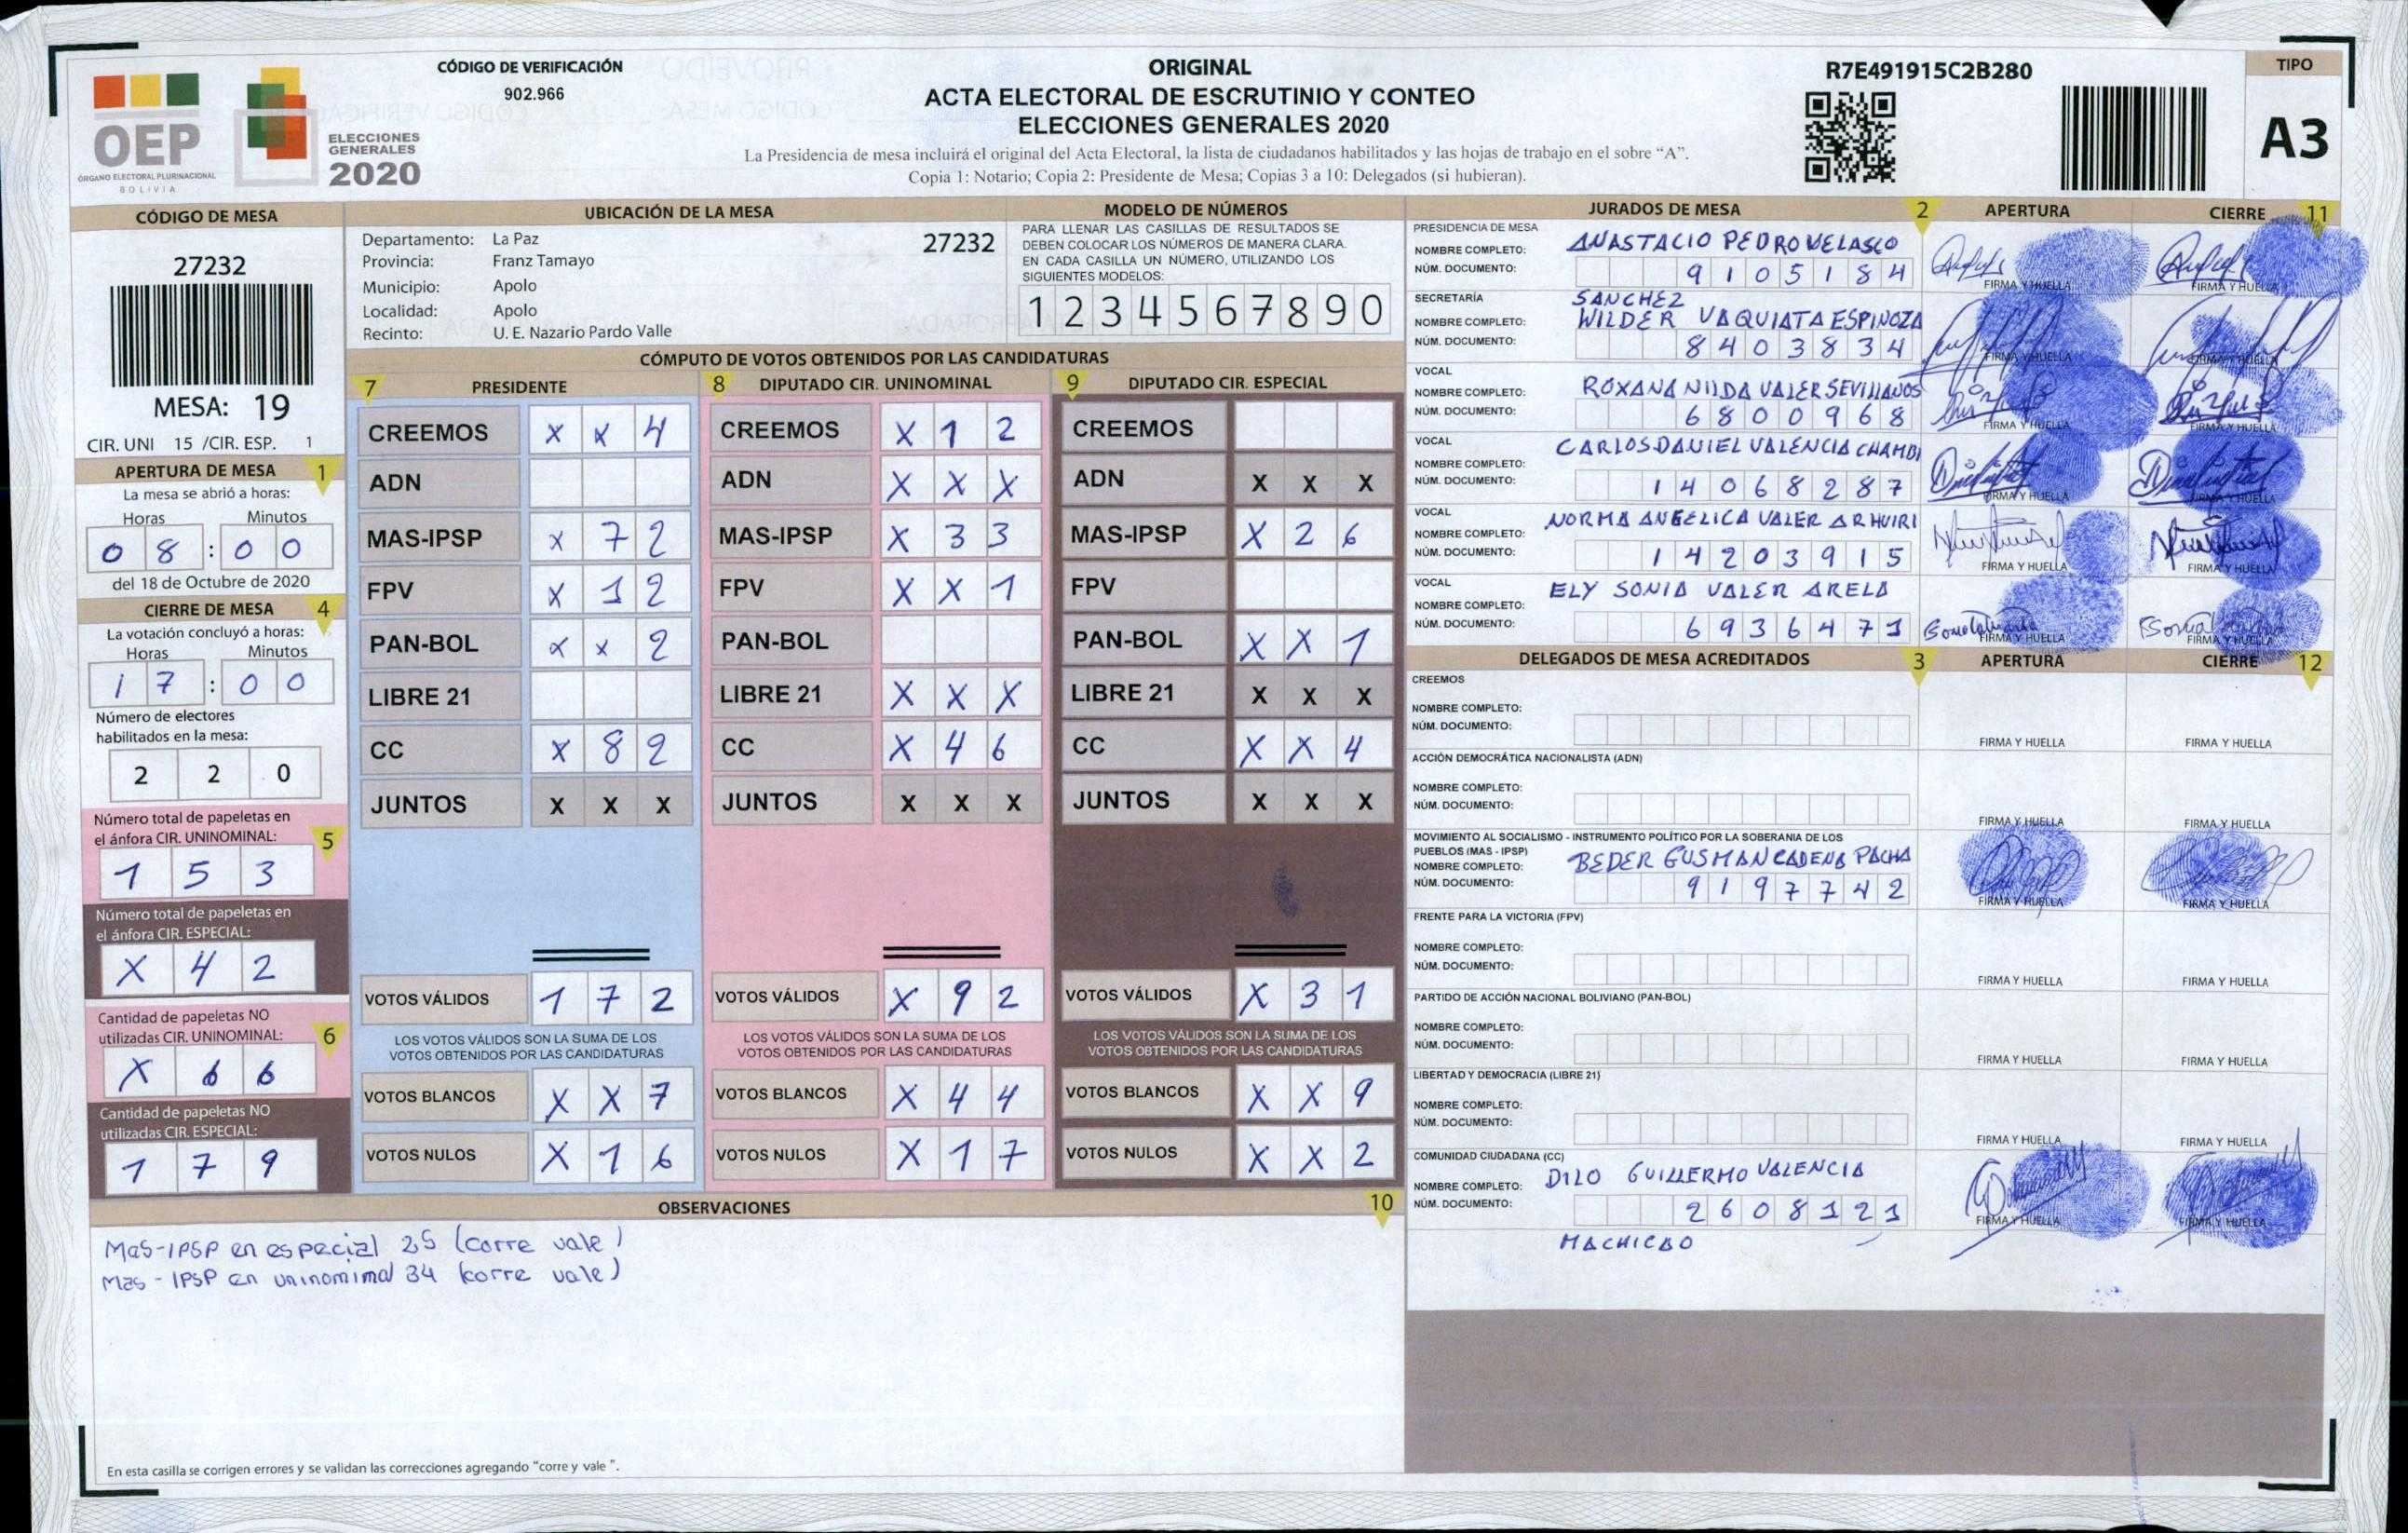 CÓDIGO DE VERIFICACIÓN
902.966
ORIGINAL
ACTA ELECTORAL DE ESCRUTINIO Y CONTEO
ELECCIONES GENERALES 2020
La Presidencia de mesa incluirá el original del Acta Electoral, la lista de ciudadanos habilitados y las hojas de trabajo en el sobre “A”.
Copia 1: Notario; Copia 2: Presidente de Mesa; Copias 3 a 10: Delegados (si hubieran).
R7E491915C2B280
TIPO
A3
OEP
ÓRGANO ELECTORAL PLURINACIONAL
BOLIVIA
ELECCIONES
GENERALES
2020
CÓDIGO DE MESA
27232
MESA: 19
CIR. UNI 15 /CIR. ESP. 1
APERTURA DE MESA 1
La mesa se abrió a horas:
Horas Minutos
0 8 : 0 0
del 18 de Octubre de 2020
CIERRE DE MESA 4
La votación concluyó a horas:
Horas Minutos
1 7 : 0 0
Número de electores
habilitados en la mesa:
2 2 0
Número total de papeletas en
el ánfora CIR. UNINOMINAL: 5
1 5 3
Número total de papeletas en
el ánfora CIR. ESPECIAL:
X 4 2
Cantidad de papeletas NO
utilizadas CIR. UNINOMINAL: 6
X 6 6
Cantidad de papeletas NO
utilizadas CIR. ESPECIAL:
1 7 9
UBICACIÓN DE LA MESA
Departamento: La Paz 27232
Provincia: Franz Tamayo
Municipio: Apolo
Localidad: Apolo
Recinto: U. E. Nazario Pardo Valle
MODELO DE NÚMEROS
PARA LLENAR LAS CASILLAS DE RESULTADOS SE
DEBEN COLOCAR LOS NÚMEROS DE MANERA CLARA.
EN CADA CASILLA UN NÚMERO, UTILIZANDO LOS
SIGUIENTES MODELOS:
1 2 3 4 5 6 7 8 9 0
CÓMPUTO DE VOTOS OBTENIDOS POR LAS CANDIDATURAS
7 PRESIDENTE
CREEMOS X X 4
ADN
MAS-IPSP X 7 2
FPV X 1 2
PAN-BOL X X 2
LIBRE 21
CC X 8 2
JUNTOS X X X
VOTOS VÁLIDOS 1 7 2
LOS VOTOS VÁLIDOS SON LA SUMA DE LOS
VOTOS OBTENIDOS POR LAS CANDIDATURAS
VOTOS BLANCOS X X 7
VOTOS NULOS X 1 6
8 DIPUTADO CIR. UNINOMINAL
CREEMOS X 1 2
ADN X X X
MAS-IPSP X 3 3
FPV X X 1
PAN-BOL
LIBRE 21 X X X
CC X 4 6
JUNTOS X X X
VOTOS VÁLIDOS X 9 2
LOS VOTOS VÁLIDOS SON LA SUMA DE LOS
VOTOS OBTENIDOS POR LAS CANDIDATURAS
VOTOS BLANCOS X 4 4
VOTOS NULOS X 1 7
9 DIPUTADO CIR. ESPECIAL
CREEMOS
ADN X X X
MAS-IPSP X 2 6
FPV
PAN-BOL X X 1
LIBRE 21 X X X
CC X X 4
JUNTOS X X X
VOTOS VÁLIDOS X 3 1
LOS VOTOS VÁLIDOS SON LA SUMA DE LOS
VOTOS OBTENIDOS POR LAS CANDIDATURAS
VOTOS BLANCOS X X 9
VOTOS NULOS X X 2
OBSERVACIONES 10
Mas-IPSP en especial 25 (corre vale)
Mas-IPSP en uninomimal 34 (corre vale)
En esta casilla se corrigen errores y se validan las correcciones agregando “corre y vale ”.
JURADOS DE MESA 2 APERTURA CIERRE 11
PRESIDENCIA DE MESA
NOMBRE COMPLETO: ANASTACIO PEDRO VELASCO
SANCHEZ
NÚM. DOCUMENTO: 9 1 0 5 1 8 4
FIRMA Y HUELLA FIRMA Y HUELLA
SECRETARÍA
NOMBRE COMPLETO: WILDER VAQUIATA ESPINOZA
NÚM. DOCUMENTO: 8 4 0 3 8 3 4
FIRMA Y HUELLA FIRMA Y HUELLA
VOCAL
NOMBRE COMPLETO: ROXANA NILDA VALER SEVILLANOS
NÚM. DOCUMENTO: 6 8 0 0 9 6 8
FIRMA Y HUELLA FIRMA Y HUELLA
VOCAL
NOMBRE COMPLETO: CARLOS DANIEL VALENCIA CHAMBI
NÚM. DOCUMENTO: 1 4 0 6 8 2 8 7
FIRMA Y HUELLA FIRMA Y HUELLA
VOCAL
NOMBRE COMPLETO: NORMA ANGELICA VALER ARHUIRI
NÚM. DOCUMENTO: 1 4 2 0 3 9 1 5
FIRMA Y HUELLA FIRMA Y HUELLA
VOCAL
NOMBRE COMPLETO: ELY SONIA VALER ARELA
NÚM. DOCUMENTO: 6 9 3 6 4 7 1
FIRMA Y HUELLA FIRMA Y HUELLA
DELEGADOS DE MESA ACREDITADOS 3 APERTURA CIERRE 12
CREEMOS
NOMBRE COMPLETO:
NÚM. DOCUMENTO:
FIRMA Y HUELLA FIRMA Y HUELLA
ACCIÓN DEMOCRÁTICA NACIONALISTA (ADN)
NOMBRE COMPLETO:
NÚM. DOCUMENTO:
FIRMA Y HUELLA FIRMA Y HUELLA
MOVIMIENTO AL SOCIALISMO - INSTRUMENTO POLÍTICO POR LA SOBERANIA DE LOS
PUEBLOS (MAS - IPSP)
NOMBRE COMPLETO: BEDER GUSMAN CADENA PACHA
NÚM. DOCUMENTO: 9 1 9 7 7 4 2
FIRMA Y HUELLA FIRMA Y HUELLA
FRENTE PARA LA VICTORIA (FPV)
NOMBRE COMPLETO:
NÚM. DOCUMENTO:
FIRMA Y HUELLA FIRMA Y HUELLA
PARTIDO DE ACCIÓN NACIONAL BOLIVIANO (PAN-BOL)
NOMBRE COMPLETO:
NÚM. DOCUMENTO:
FIRMA Y HUELLA FIRMA Y HUELLA
LIBERTAD Y DEMOCRACIA (LIBRE 21)
NOMBRE COMPLETO:
NÚM. DOCUMENTO:
FIRMA Y HUELLA FIRMA Y HUELLA
COMUNIDAD CIUDADANA (CC)
NOMBRE COMPLETO: DILO GUILLERMO VALENCIA
NÚM. DOCUMENTO: 2 6 0 8 1 2 1
FIRMA Y HUELLA FIRMA Y HUELLA
MACHICAO